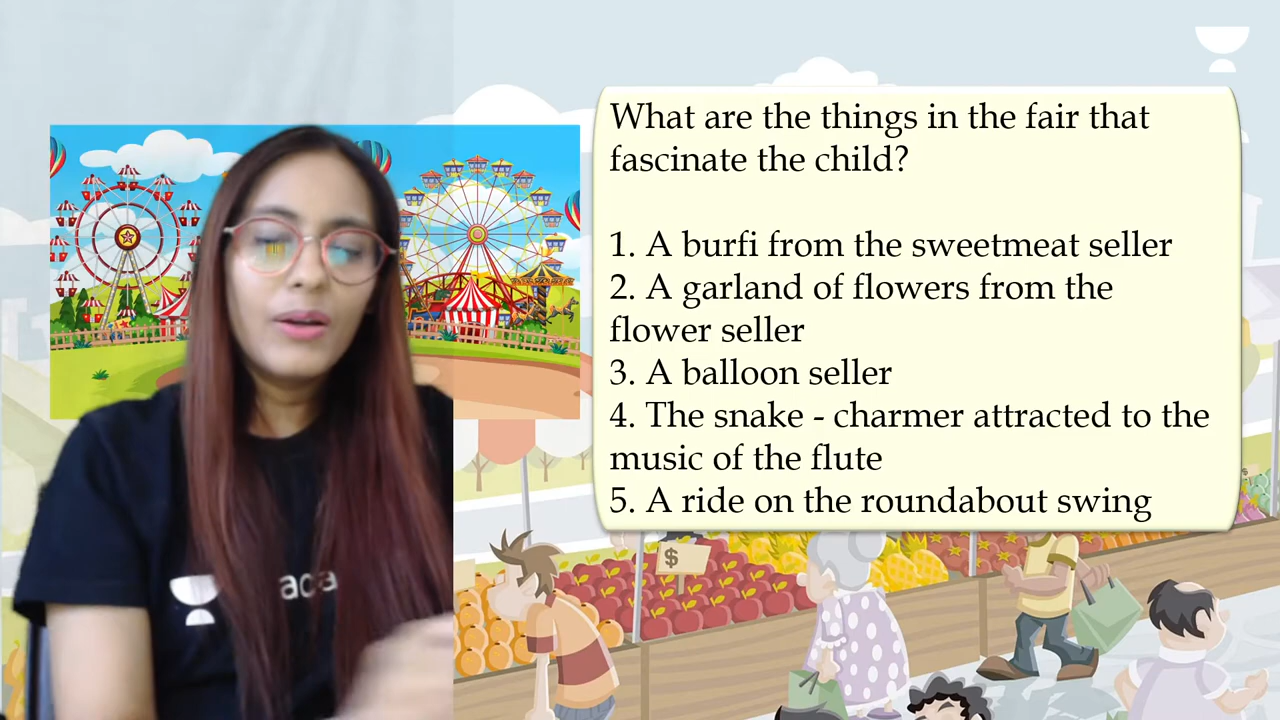 What are the things in the fair that
fascinate the child?
1. A burfi from the sweetmeat seller
2. A garland of flowers from the
flower seller
3. A balloon seller
4. The snake - charmer attracted to the
music of the flute
5. A ride on the roundabout swing
$